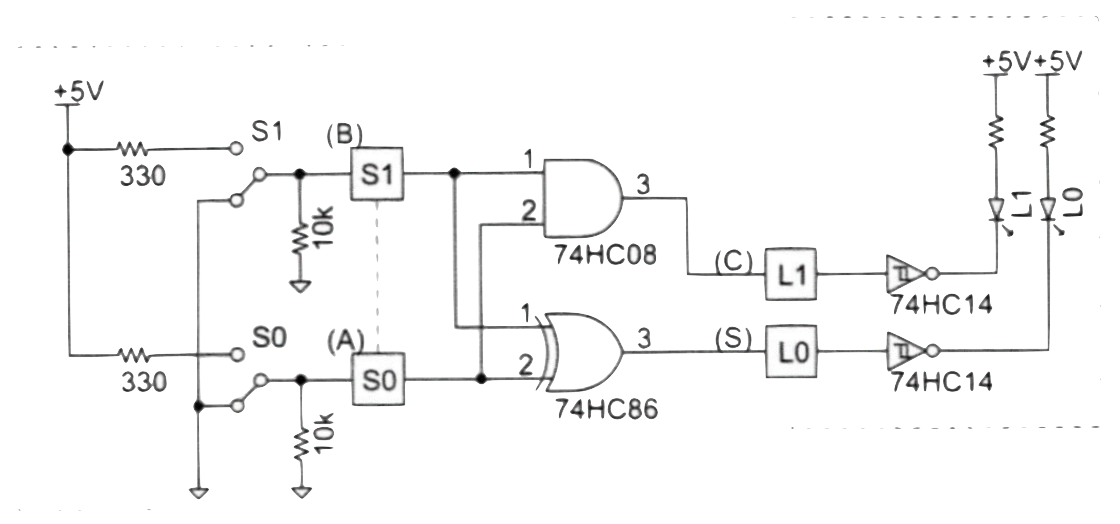 +5V
S1
330
(B)
S1
10k
1
2
3
74HC08
+5V
+5V
L1
L0
(C)
L1
74HC14
S0
330
(A)
S0
10k
1
2
3
74HC86
(S)
L0
74HC14